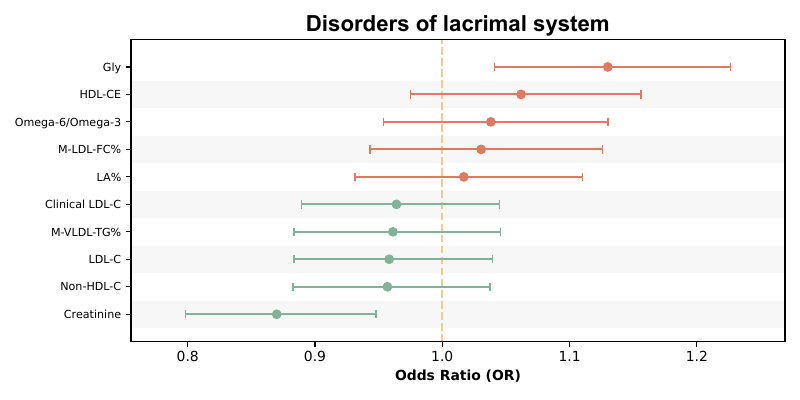 Disorders of lacrimal system
Gly
HDL-CE
Omega-6/Omega-3
M-LDL-FC%
LA%
Clinical LDL-C
M-VLDL-TG%
LDL-C
Non-HDL-C
Creatinine
0.8 0.9 1.0 1.1 1.2
Odds Ratio (OR)